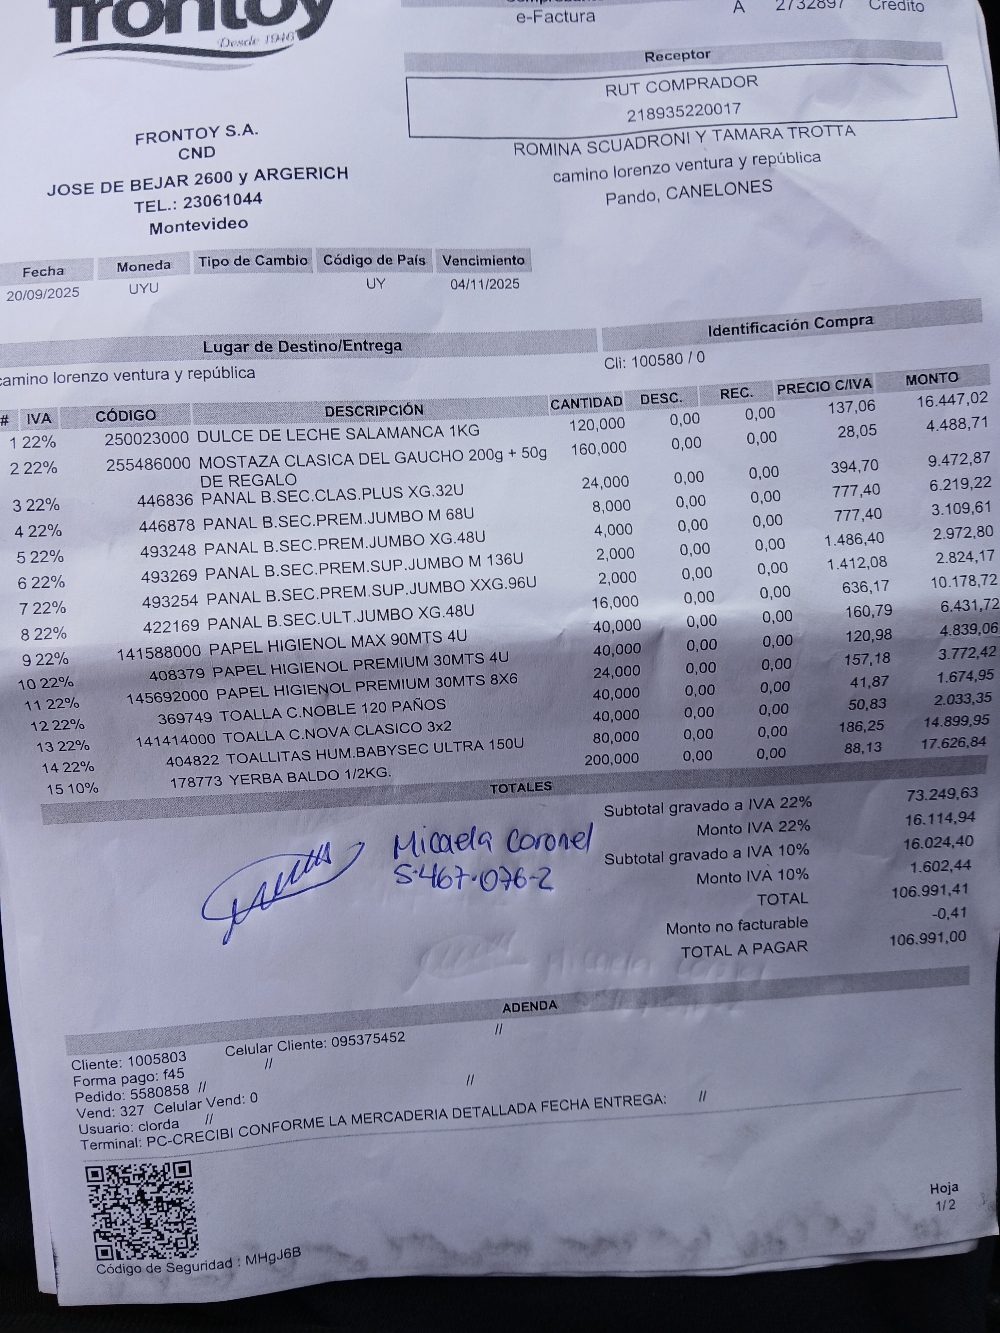 frontoy
Desde 1946
e-Factura
A 2732897 Crédito
Receptor
RUT COMPRADOR
218935220017
FRONTOY S.A.
CND
JOSE DE BEJAR 2600 y ARGERICH
TEL.: 23061044
Montevideo
ROMINA SCUADRONI Y TAMARA TROTTA
camino lorenzo ventura y república
Pando, CANELONES
Fecha Moneda Tipo de Cambio Código de País Vencimiento
20/09/2025 UYU UY 04/11/2025
Lugar de Destino/Entrega
Identificación Compra
camino lorenzo ventura y república
Cli: 100580 / 0
# IVA CÓDIGO DESCRIPCIÓN CANTIDAD DESC. REC. PRECIO C/IVA MONTO
1 22% 250023000 DULCE DE LECHE SALAMANCA 1KG 120,000 0,00 0,00 137,06 16.447,02
2 22% 255486000 MOSTAZA CLASICA DEL GAUCHO 200g + 50g 160,000 0,00 0,00 28,05 4.488,71
DE REGALO
3 22% 446836 PANAL B.SEC.CLAS.PLUS XG.32U 24,000 0,00 0,00 394,70 9.472,87
4 22% 446878 PANAL B.SEC.PREM.JUMBO M 68U 8,000 0,00 0,00 777,40 6.219,22
5 22% 493248 PANAL B.SEC.PREM.JUMBO XG.48U 4,000 0,00 0,00 777,40 3.109,61
6 22% 493269 PANAL B.SEC.PREM.SUP.JUMBO M 136U 2,000 0,00 0,00 1.486,40 2.972,80
7 22% 493254 PANAL B.SEC.PREM.SUP.JUMBO XXG.96U 2,000 0,00 0,00 1.412,08 2.824,17
8 22% 422169 PANAL B.SEC.ULT.JUMBO XG.48U 16,000 0,00 0,00 636,17 10.178,72
9 22% 141588000 PAPEL HIGIENOL MAX 90MTS 4U 40,000 0,00 0,00 160,79 6.431,72
10 22% 408379 PAPEL HIGIENOL PREMIUM 30MTS 4U 40,000 0,00 0,00 120,98 4.839,06
11 22% 145692000 PAPEL HIGIENOL PREMIUM 30MTS 8X6 24,000 0,00 0,00 157,18 3.772,42
12 22% 369749 TOALLA C.NOBLE 120 PAÑOS 40,000 0,00 0,00 41,87 1.674,95
13 22% 141414000 TOALLA C.NOVA CLASICO 3x2 40,000 0,00 0,00 50,83 2.033,35
14 22% 404822 TOALLITAS HUM.BABYSEC ULTRA 150U 80,000 0,00 0,00 186,25 14.899,95
15 10% 178773 YERBA BALDO 1/2KG. 200,000 0,00 0,00 88,13 17.626,84
TOTALES
Subtotal gravado a IVA 22% 73.249,63
Monto IVA 22% 16.114,94
Subtotal gravado a IVA 10% 16.024,40
Monto IVA 10% 1.602,44
TOTAL 106.991,41
Monto no facturable -0,41
TOTAL A PAGAR 106.991,00
Micaela Coronel
5.467.076-2
ADENDA
Cliente: 1005803 Celular Cliente: 095375452 //
Forma pago: f45 //
Pedido: 5580858 //
Vend: 327 Celular Vend: 0 //
Usuario: clorda //
Terminal: PC-CRECIBI CONFORME LA MERCADERIA DETALLADA FECHA ENTREGA: //
Hoja
1/2
Código de Seguridad : MHgJ6B